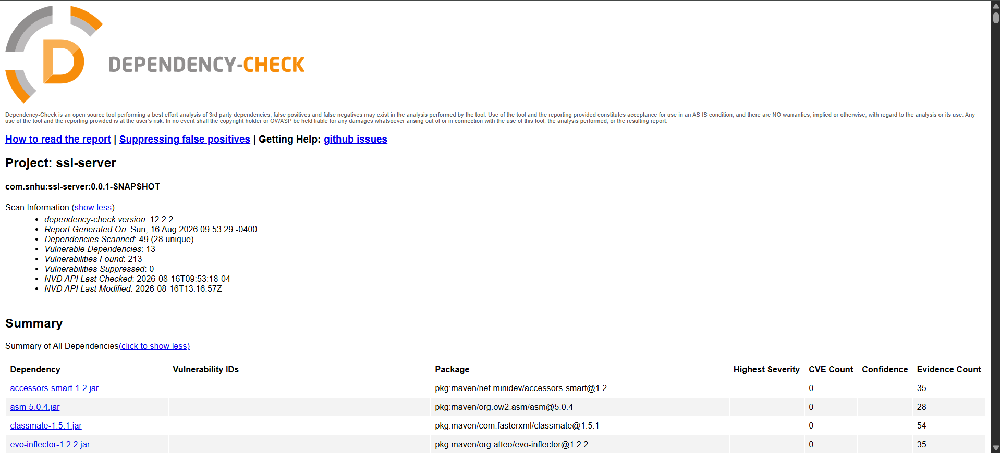 D
DEPENDENCY-CHECK
Dependency-Check is an open source tool performing a best effort analysis of 3rd party dependencies; false positives and false negatives may exist in the analysis performed by the tool. Use of the tool and the reporting provided constitutes acceptance for use in an AS IS condition, and there are NO warranties, implied or otherwise, with regard to the analysis or its use. Any
use of the tool and the reporting provided is at the user's risk. In no event shall the copyright holder or OWASP be held liable for any damages whatsoever arising out of or in connection with the use of this tool, the analysis performed, or the resulting report.
How to read the report | Suppressing false positives | Getting Help: github issues
Project: ssl-server
com.snhu:ssl-server:0.0.1-SNAPSHOT
Scan Information (show less):
• dependency-check version: 12.2.2
• Report Generated On: Sun, 16 Aug 2026 09:53:29 -0400
• Dependencies Scanned: 49 (28 unique)
• Vulnerable Dependencies: 13
• Vulnerabilities Found: 213
• Vulnerabilities Suppressed: 0
• NVD API Last Checked: 2026-08-16T09:53:18-04
• NVD API Last Modified: 2026-08-16T13:16:57Z
Summary
Summary of All Dependencies(click to show less)
Dependency Vulnerability IDs Package Highest Severity CVE Count Confidence Evidence Count
accessors-smart-1.2.jar pkg:maven/net.minidev/accessors-smart@1.2 0 35
asm-5.0.4.jar pkg:maven/org.ow2.asm/asm@5.0.4 0 28
classmate-1.5.1.jar pkg:maven/com.fasterxml/classmate@1.5.1 0 54
evo-inflector-1.2.2.jar pkg:maven/org.atteo/evo-inflector@1.2.2 0 35